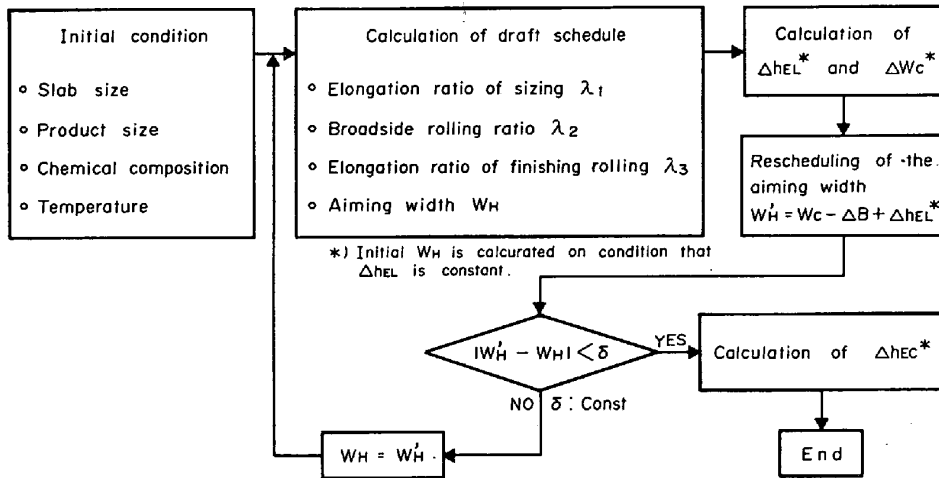 Initial condition
○ Slab size
○ Product size
○ Chemical composition
○ Temperature
Calculation of draft schedule
○ Elongation ratio of sizing λ1
○ Broadside rolling ratio λ2
○ Elongation ratio of finishing rolling λ3
○ Aiming width WH
*) Initial WH is calcurated on condition that
ΔhEL is constant.
Calculation of
ΔhEL* and ΔWc*
Rescheduling of the
aiming width
W'H = Wc − ΔB + ΔhEL*
|W'H − WH| < δ
YES
NO δ : Const
Calculation of ΔhEC*
WH = W'H
End